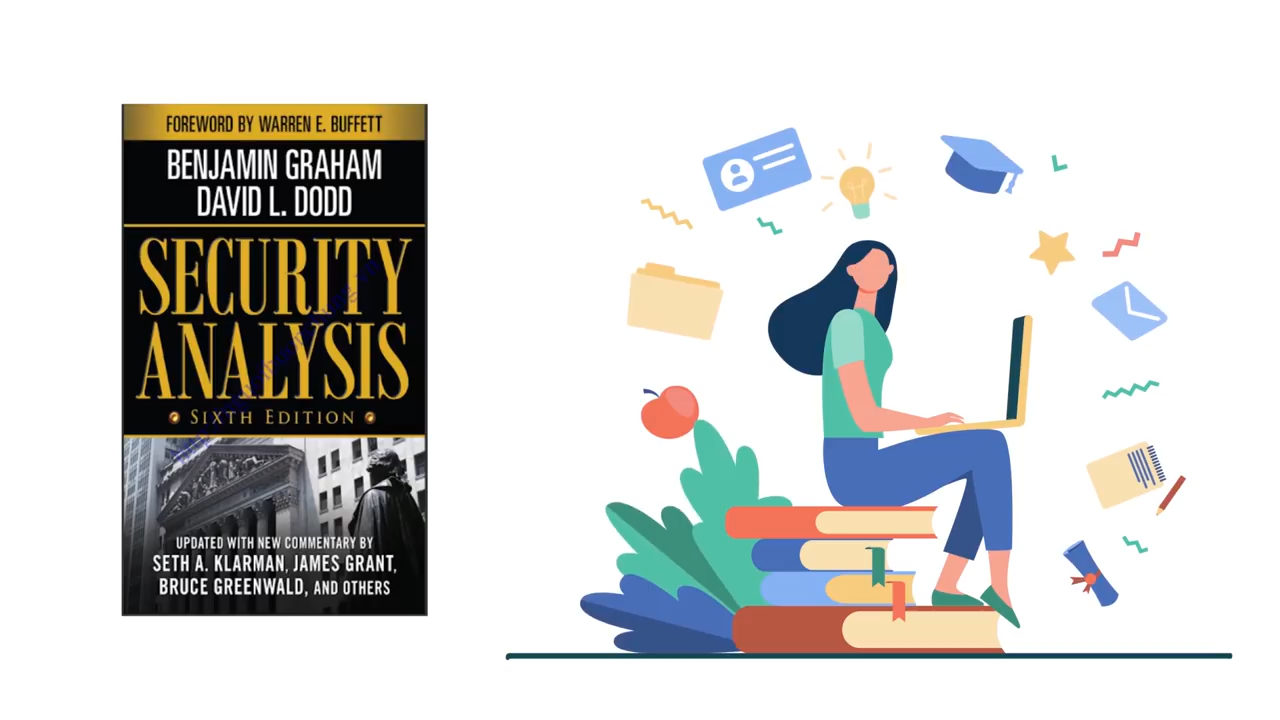 FOREWORD BY WARREN E. BUFFETT
BENJAMIN GRAHAM
DAVID L. DODD
SECURITY
ANALYSIS
SIXTH EDITION
UPDATED WITH NEW COMMENTARY BY
SETH A. KLARMAN, JAMES GRANT,
BRUCE GREENWALD, AND OTHERS